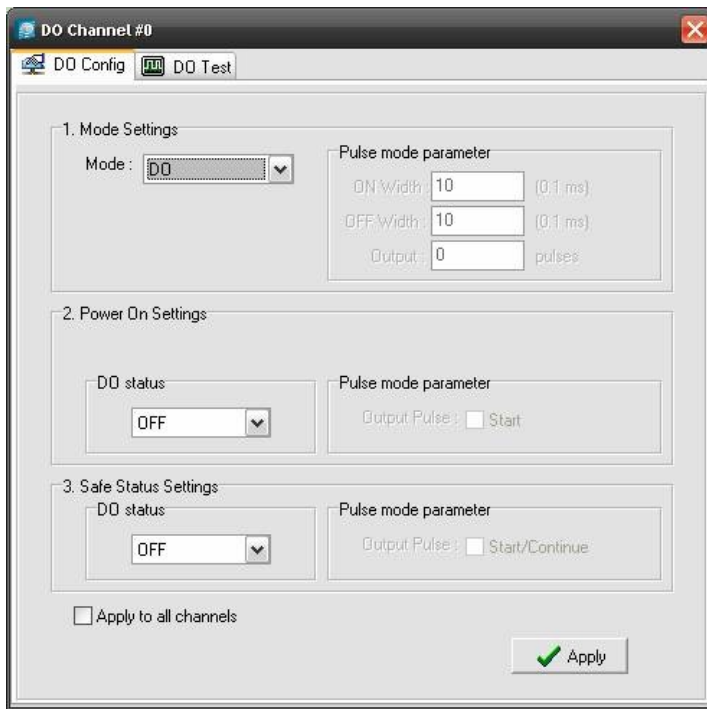 DO Channel #0
DO Config DO Test
1. Mode Settings
Mode : DO
Pulse mode parameter
ON Width : 10 (0.1 ms)
OFF Width : 10 (0.1 ms)
Output : 0 pulses
2. Power On Settings
DO status
OFF
Pulse mode parameter
Output Pulse : Start
3. Safe Status Settings
DO status
OFF
Pulse mode parameter
Output Pulse : Start/Continue
Apply to all channels
Apply